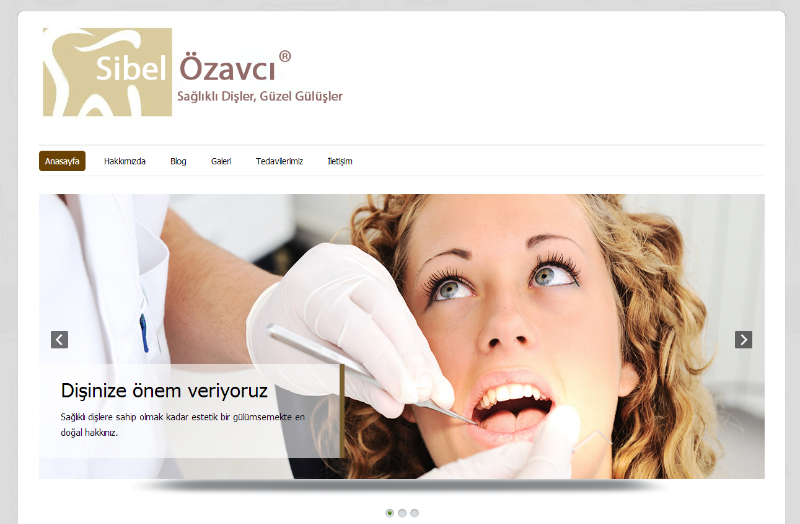 Sibel Özavcı®
Sağlıklı Dişler, Güzel Gülüşler
Anasayfa Hakkımızda Blog Galeri Tedavilerimiz İletişim
Dişinize önem veriyoruz
Sağlıklı dişlere sahip olmak kadar estetik bir gülümsemekte en
doğal hakkınız.